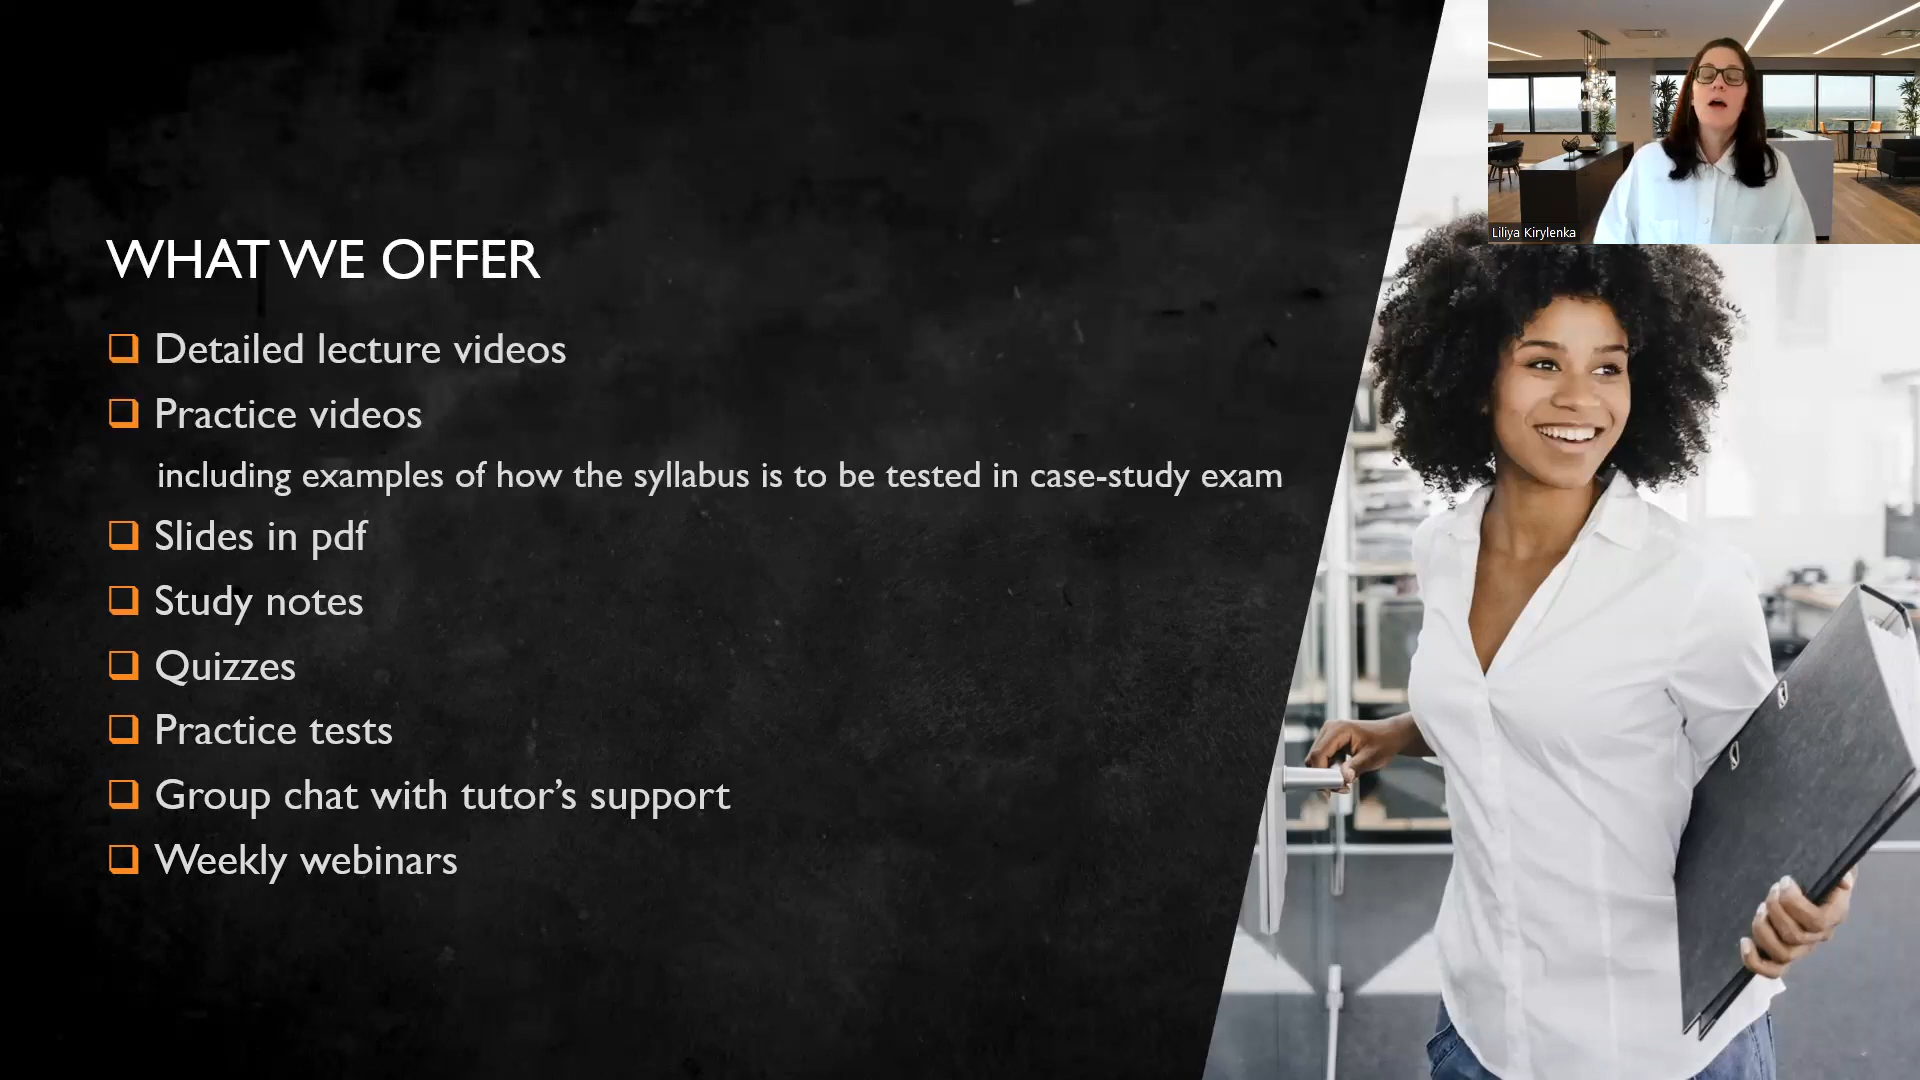 Liliya Kirylenka
WHAT WE OFFER
Detailed lecture videos
Practice videos
including examples of how the syllabus is to be tested in case-study exam
Slides in pdf
Study notes
Quizzes
Practice tests
Group chat with tutor’s support
Weekly webinars